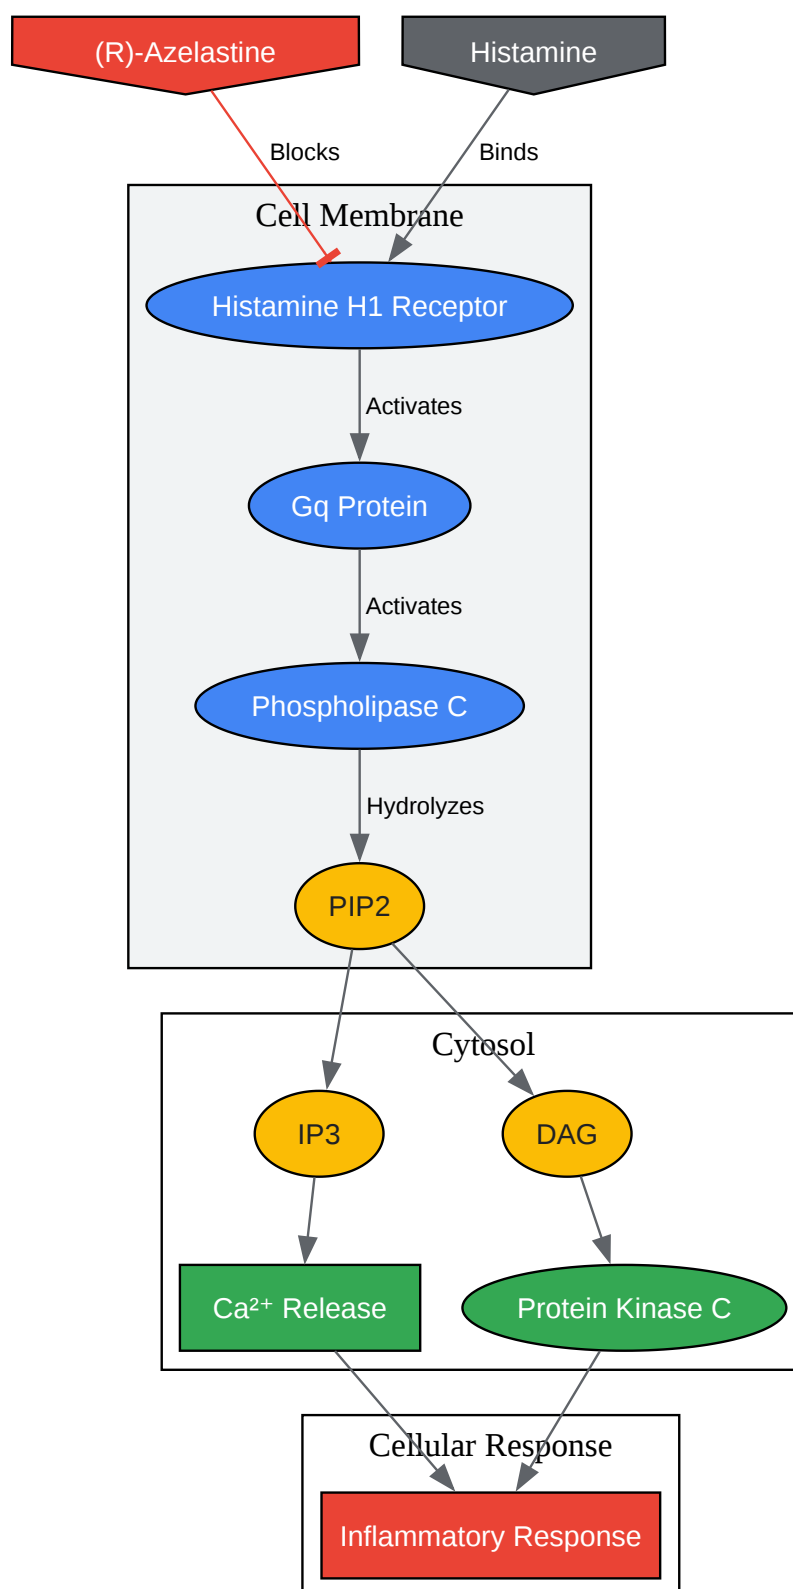 (R)-Azelastine
Histamine
Blocks
Binds
Cell Membrane
Histamine H1 Receptor
Activates
Gq Protein
Activates
Phospholipase C
Hydrolyzes
PIP2
Cytosol
IP3
DAG
Ca²⁺ Release
Protein Kinase C
Cellular Response
Inflammatory Response